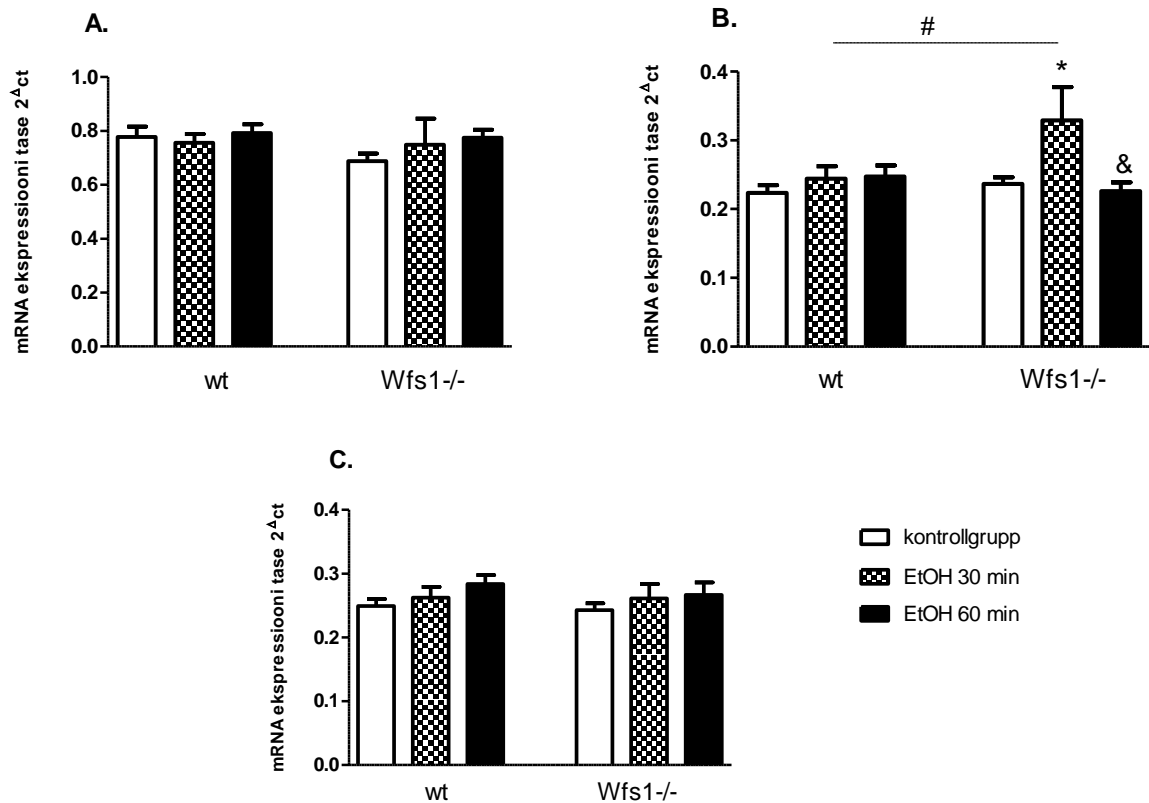 A.
mRNA ekspressiooni tase 2^Δct
1.0
0.8
0.6
0.4
0.2
0.0
wt
Wfs1-/-
B.
#
*
&
mRNA ekspressiooni tase 2^Δct
0.4
0.3
0.2
0.1
0.0
wt
Wfs1-/-
C.
mRNA ekspressiooni tase 2^Δct
0.4
0.3
0.2
0.1
0.0
wt
Wfs1-/-
kontrollgrupp
EtOH 30 min
EtOH 60 min